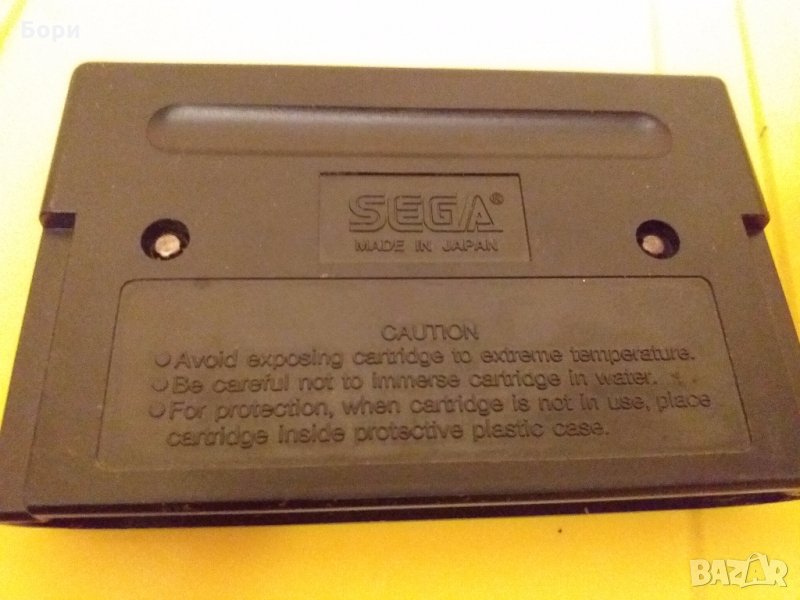 Бори
SEGA®
MADE IN JAPAN
CAUTION
Avoid exposing cartridge to extreme temperature.
Be careful not to immerse cartridge in water.
For protection, when cartridge is not in use, place
cartridge inside protective plastic case.
BAZAR